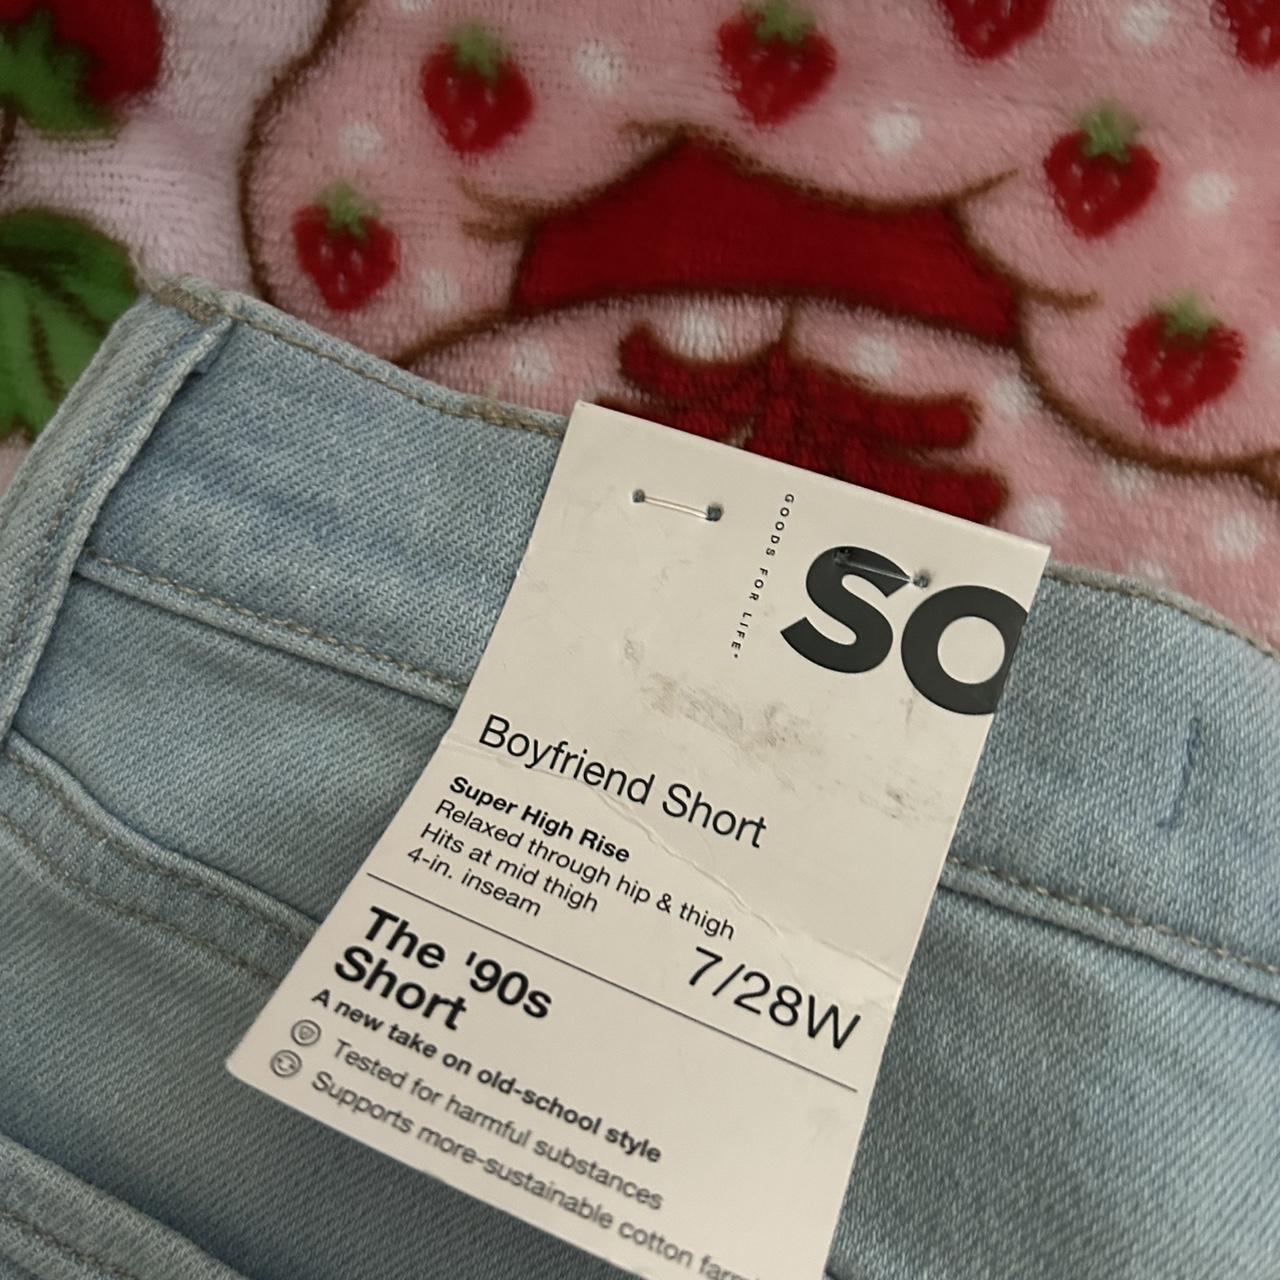 GOODS FOR LIFE
SO
Boyfriend Short
Super High Rise
Relaxed through hip & thigh
Hits at mid thigh
4-in. inseam
7/28W
The '90s
Short
A new take on old-school style
Tested for harmful substances
Supports more-sustainable cotton